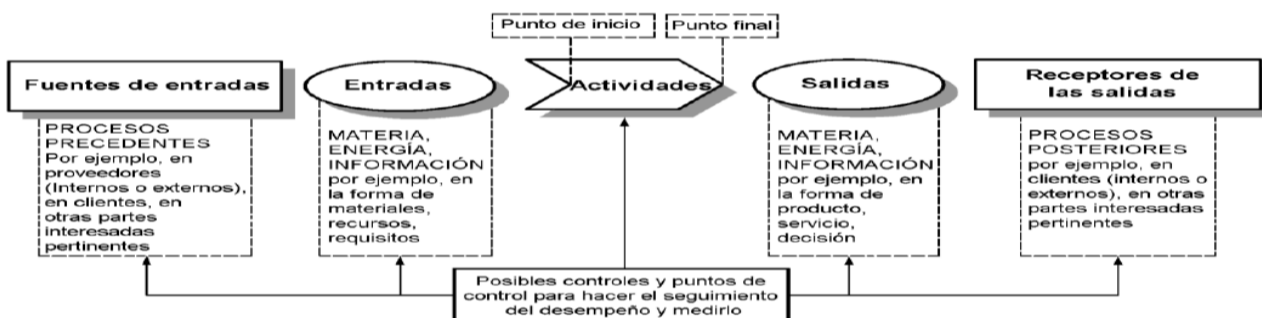 Punto de inicio
Punto final
Fuentes de entradas
Entradas
Actividades
Salidas
Receptores de
las salidas
PROCESOS
PRECEDENTES
Por ejemplo, en
proveedores
(Internos o externos),
en clientes, en
otras partes
interesadas
pertinentes
MATERIA,
ENERGÍA,
INFORMACIÓN
por ejemplo, en
la forma de
materiales,
recursos,
requisitos
MATERIA,
ENERGÍA,
INFORMACIÓN
por ejemplo, en
la forma de
producto,
servicio,
decisión
PROCESOS
POSTERIORES
por ejemplo, en
clientes (internos o
externos), en otras
partes interesadas
pertinentes
Posibles controles y puntos de
control para hacer el seguimiento
del desempeño y medirlo